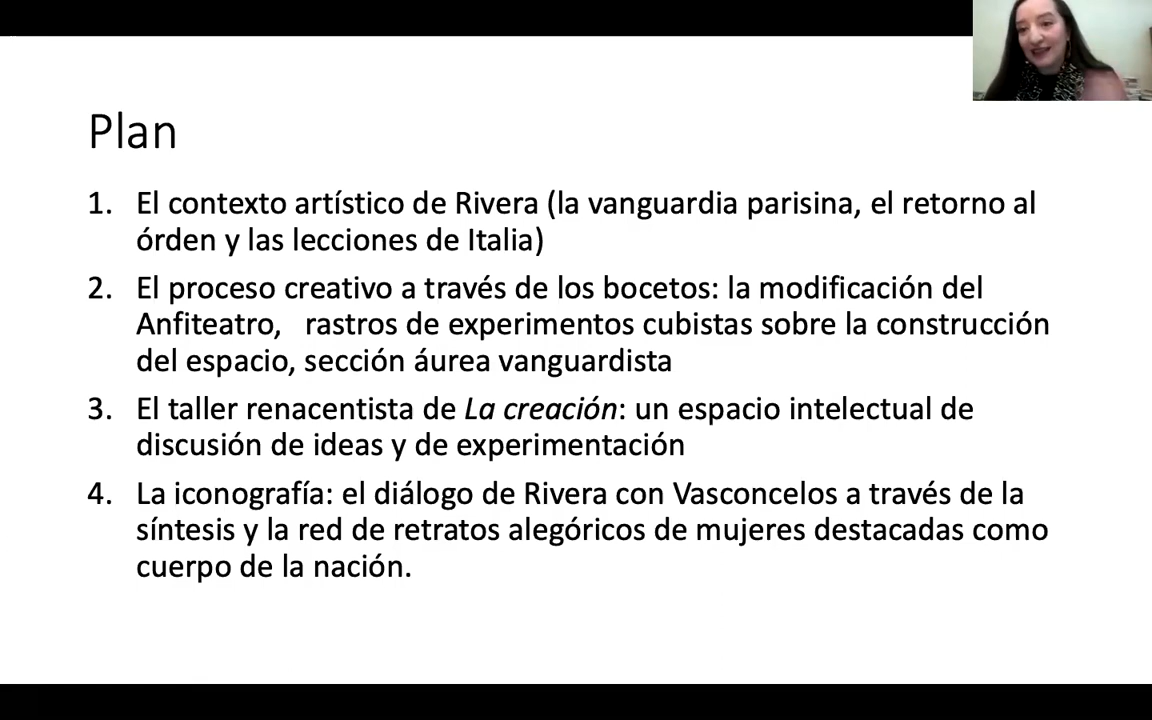 Plan
1. El contexto artístico de Rivera (la vanguardia parisina, el retorno al
órden y las lecciones de Italia)
2. El proceso creativo a través de los bocetos: la modificación del
Anfiteatro,   rastros de experimentos cubistas sobre la construcción
del espacio, sección áurea vanguardista
3. El taller renacentista de La creación: un espacio intelectual de
discusión de ideas y de experimentación
4. La iconografía: el diálogo de Rivera con Vasconcelos a través de la
síntesis y la red de retratos alegóricos de mujeres destacadas como
cuerpo de la nación.